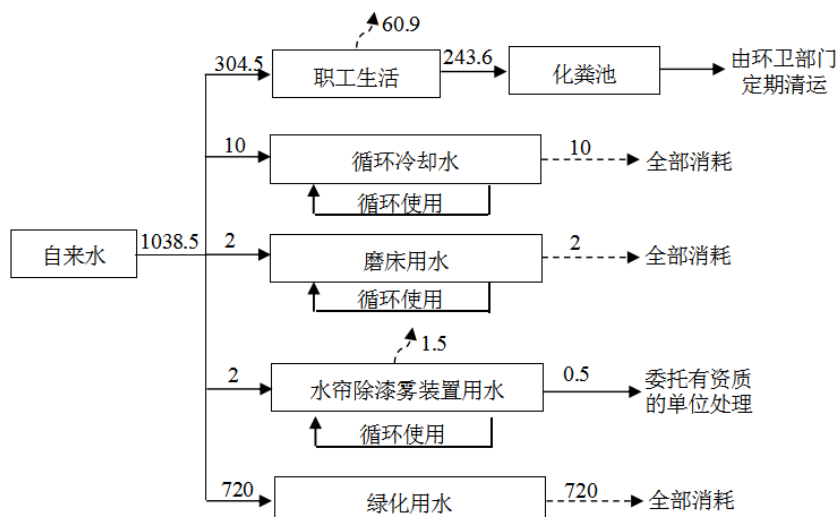 60.9
304.5
职工生活
243.6
化粪池
由环卫部门
定期清运
10
循环冷却水
10
全部消耗
循环使用
自来水
1038.5
2
磨床用水
2
全部消耗
循环使用
1.5
2
水帘除漆雾装置用水
0.5
委托有资质
的单位处理
循环使用
720
绿化用水
720
全部消耗